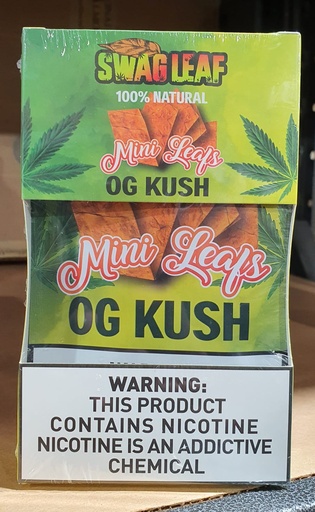 SWAG LEAF
100% NATURAL
Mini Leafs
OG KUSH
Mini Leafs
OG KUSH
WARNING:
THIS PRODUCT
CONTAINS NICOTINE
NICOTINE IS AN ADDICTIVE
CHEMICAL